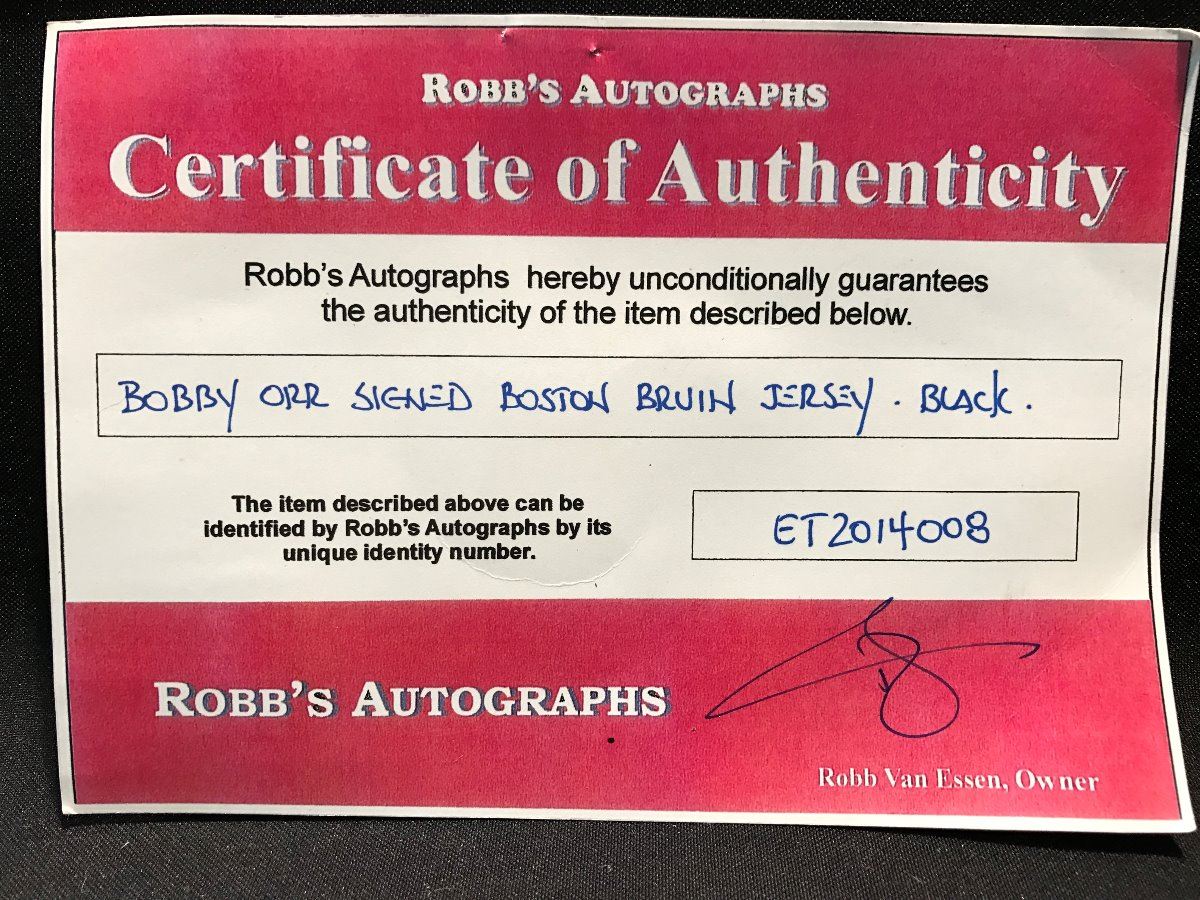 ROBB'S AUTOGRAPHS
Certificate of Authenticity
Robb's Autographs hereby unconditionally guarantees
the authenticity of the item described below.
BOBBY ORR SIGNED BOSTON BRUIN JERSEY. BLACK.
The item described above can be
identified by Robb's Autographs by its
unique identity number.
ET2014008
ROBB'S AUTOGRAPHS
Robb Van Essen, Owner